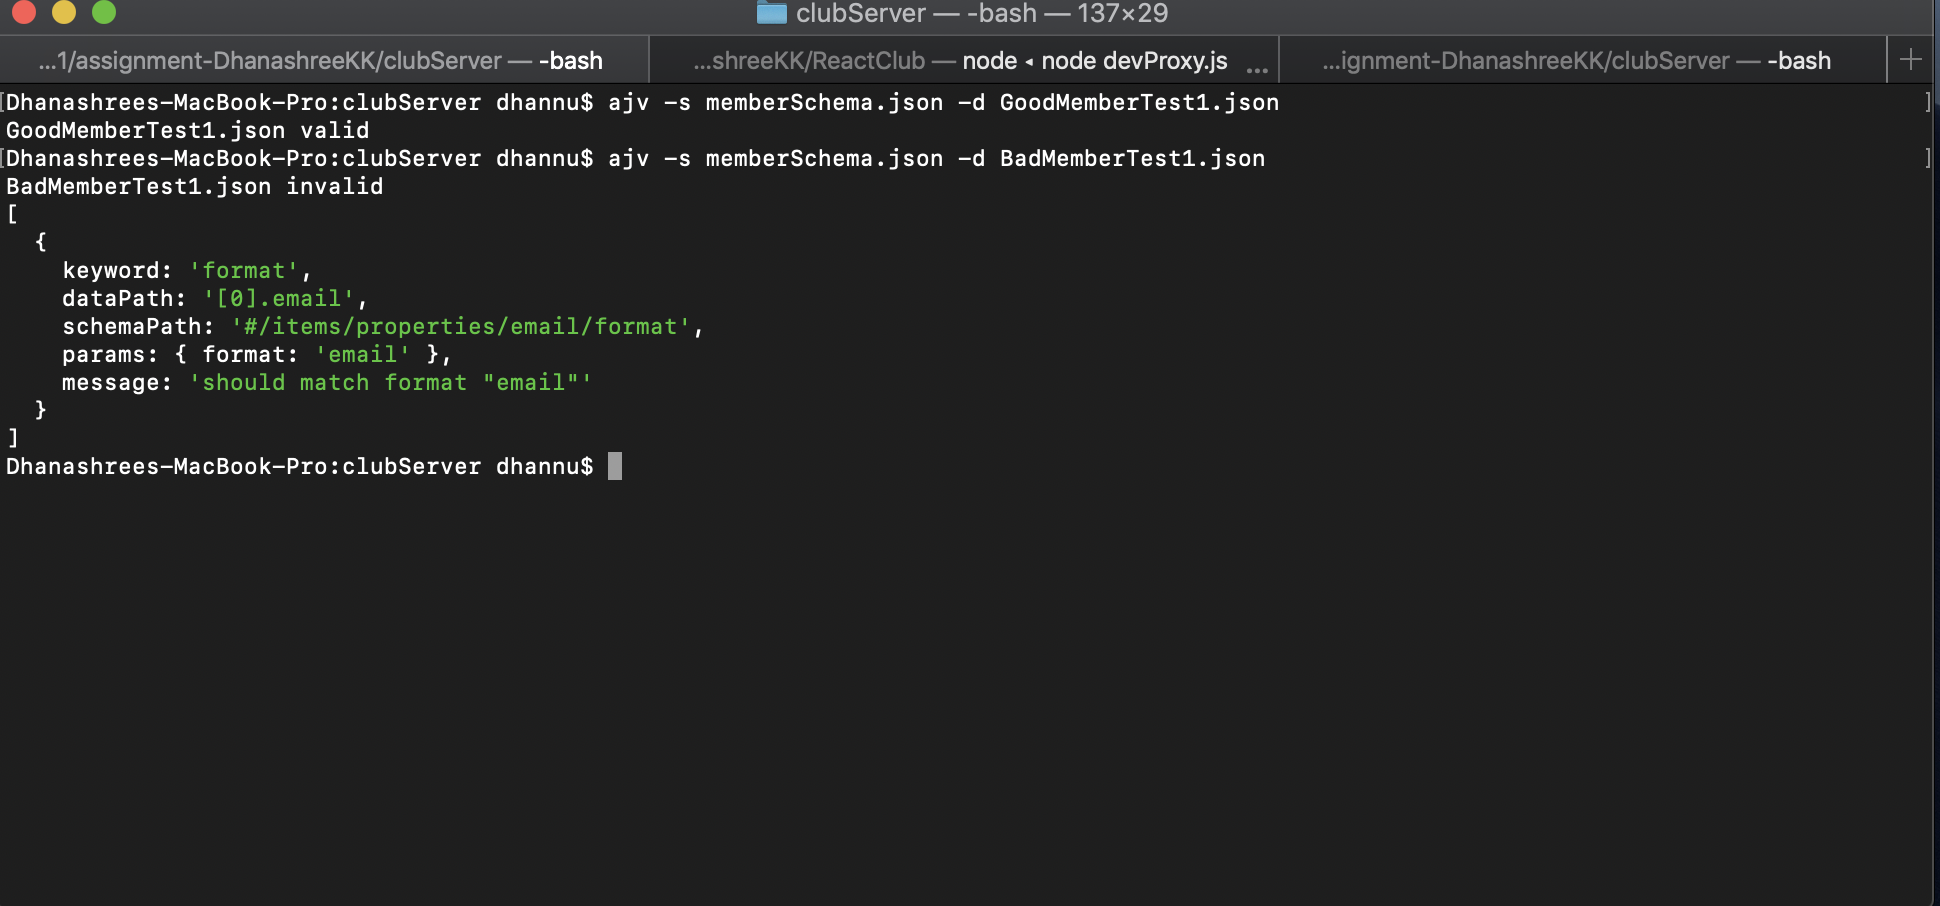 clubServer — -bash — 137×29
...1/assignment-DhanashreeKK/clubServer — -bash
...shreeKK/ReactClub — node ◂ node devProxy.js ...
...ignment-DhanashreeKK/clubServer — -bash
+
[Dhanashrees-MacBook-Pro:clubServer dhannu$ ajv -s memberSchema.json -d GoodMemberTest1.json ]
GoodMemberTest1.json valid
[Dhanashrees-MacBook-Pro:clubServer dhannu$ ajv -s memberSchema.json -d BadMemberTest1.json ]
BadMemberTest1.json invalid
[
  {
    keyword: 'format',
    dataPath: '[0].email',
    schemaPath: '#/items/properties/email/format',
    params: { format: 'email' },
    message: 'should match format "email"'
  }
]
Dhanashrees-MacBook-Pro:clubServer dhannu$